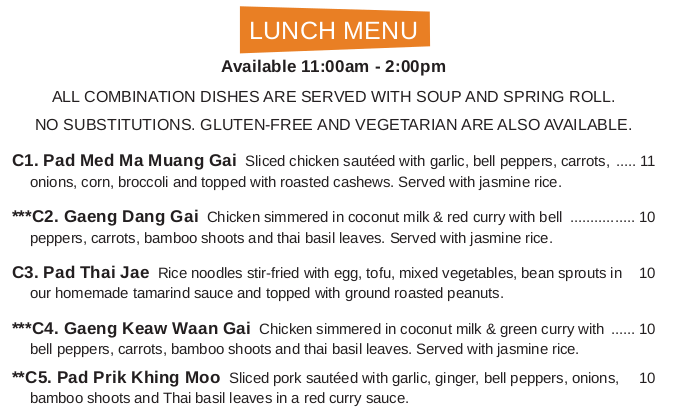 LUNCH MENU
Available 11:00am - 2:00pm
ALL COMBINATION DISHES ARE SERVED WITH SOUP AND SPRING ROLL.
NO SUBSTITUTIONS. GLUTEN-FREE AND VEGETARIAN ARE ALSO AVAILABLE.
C1. Pad Med Ma Muang Gai Sliced chicken sautéed with garlic, bell peppers, carrots, ..... 11
onions, corn, broccoli and topped with roasted cashews. Served with jasmine rice.
***C2. Gaeng Dang Gai Chicken simmered in coconut milk & red curry with bell ................ 10
peppers, carrots, bamboo shoots and thai basil leaves. Served with jasmine rice.
C3. Pad Thai Jae Rice noodles stir-fried with egg, tofu, mixed vegetables, bean sprouts in 10
our homemade tamarind sauce and topped with ground roasted peanuts.
***C4. Gaeng Keaw Waan Gai Chicken simmered in coconut milk & green curry with ...... 10
bell peppers, carrots, bamboo shoots and thai basil leaves. Served with jasmine rice.
**C5. Pad Prik Khing Moo Sliced pork sautéed with garlic, ginger, bell peppers, onions, 10
bamboo shoots and Thai basil leaves in a red curry sauce.